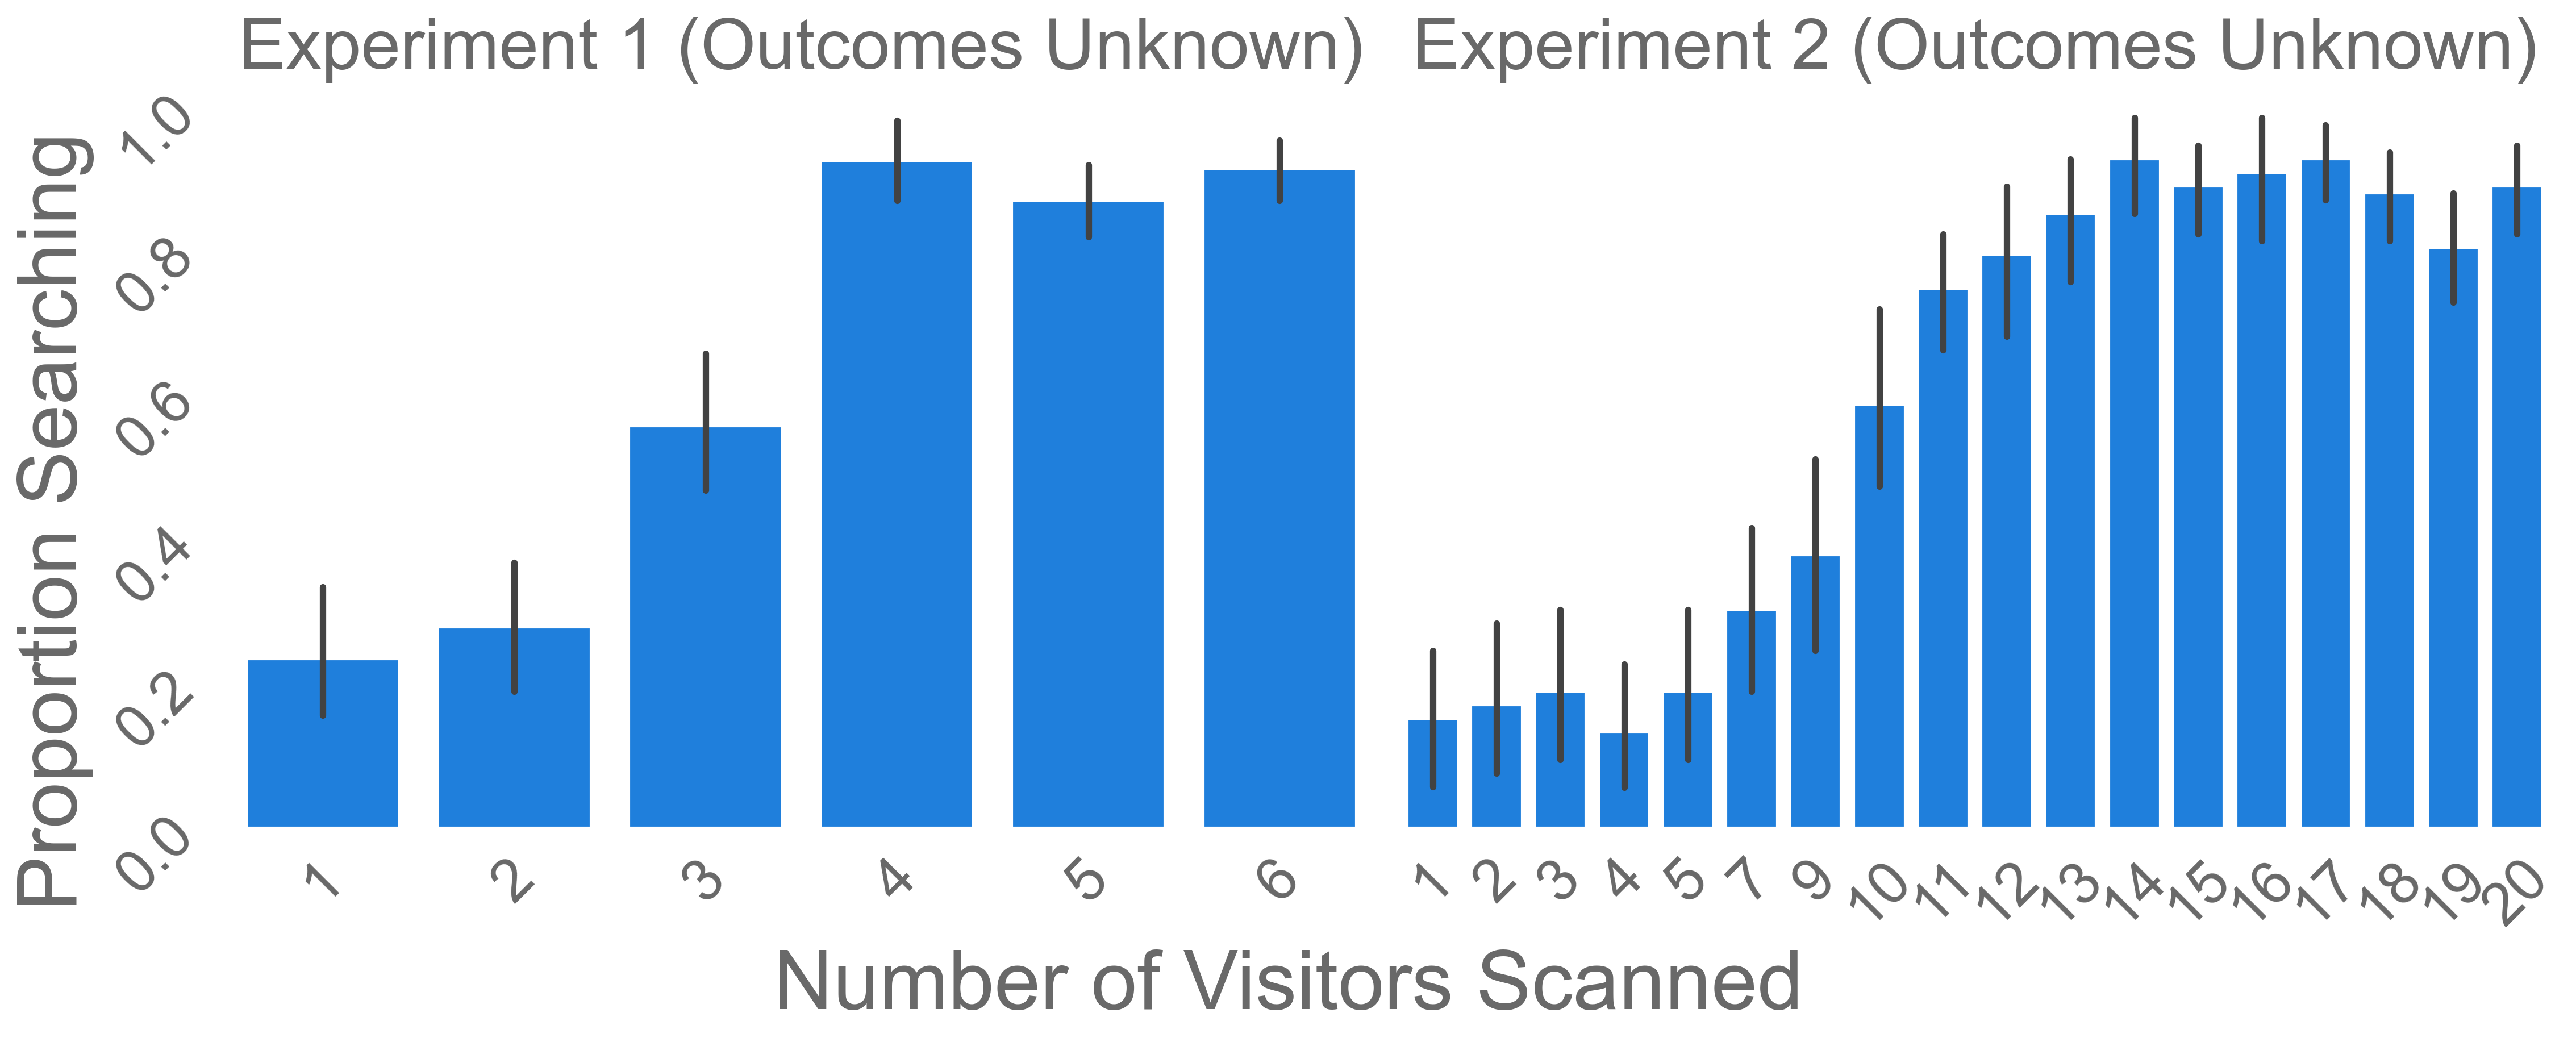 Experiment 1 (Outcomes Unknown)
Experiment 2 (Outcomes Unknown)
Proportion Searching
1.0
0.8
0.6
0.4
0.2
0.0
1 2 3 4 5 6
1 2 3 4 5 7 9 10 11 12 13 14 15 16 17 18 19 20
Number of Visitors Scanned